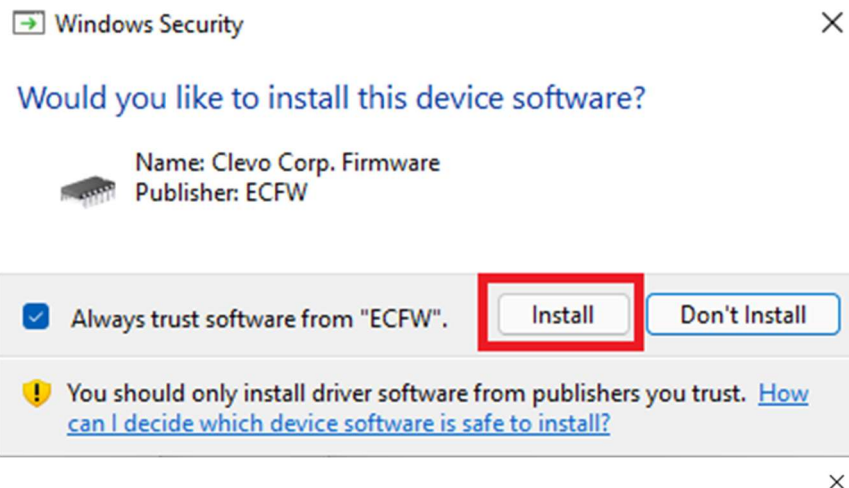 Windows Security
Would you like to install this device software?
Name: Clevo Corp. Firmware
Publisher: ECFW
Always trust software from "ECFW".
Install
Don't Install
You should only install driver software from publishers you trust. How
can I decide which device software is safe to install?